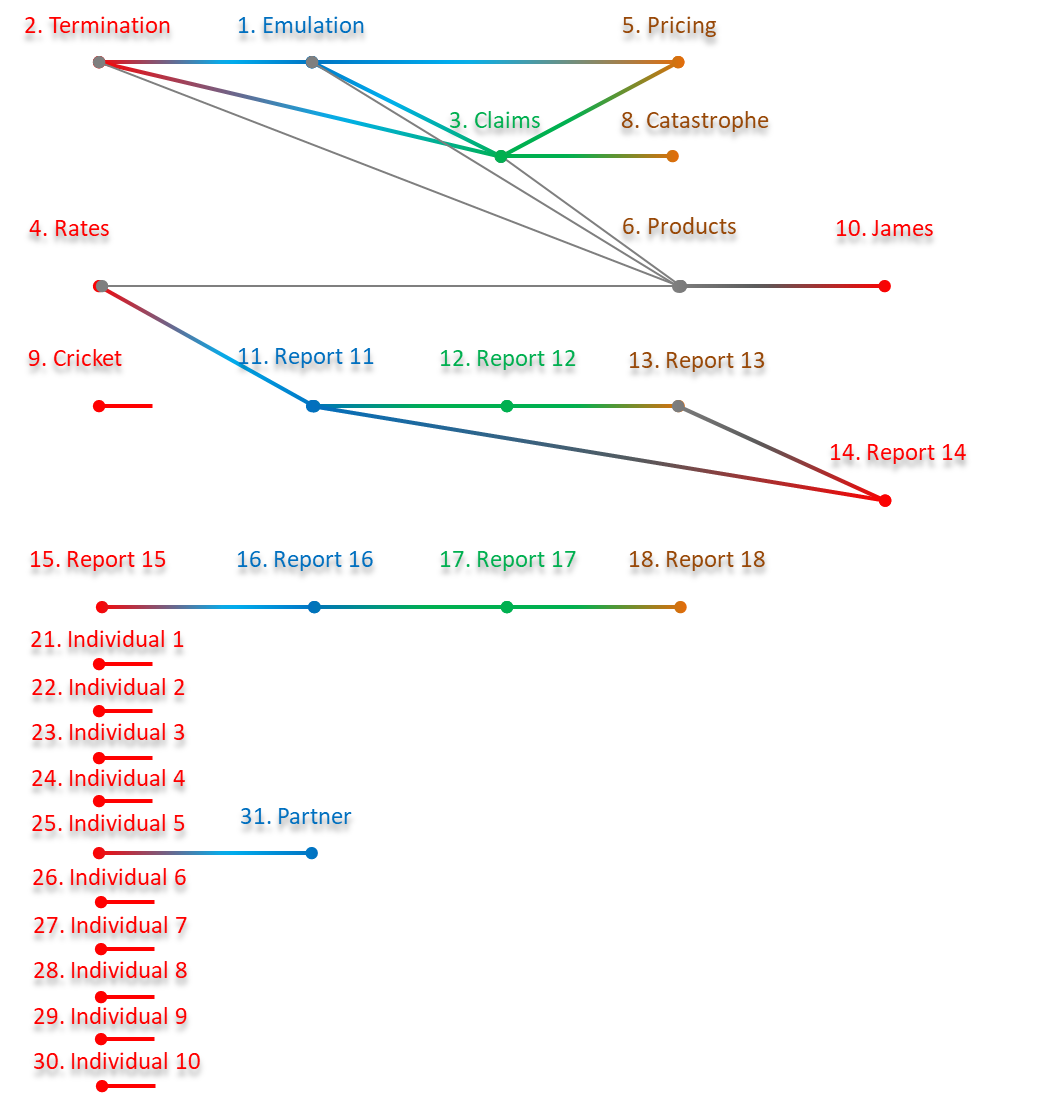 2. Termination
1. Emulation
5. Pricing
3. Claims
8. Catastrophe
4. Rates
6. Products
10. James
9. Cricket
11. Report 11
12. Report 12
13. Report 13
14. Report 14
15. Report 15
16. Report 16
17. Report 17
18. Report 18
21. Individual 1
22. Individual 2
23. Individual 3
24. Individual 4
25. Individual 5
31. Partner
26. Individual 6
27. Individual 7
28. Individual 8
29. Individual 9
30. Individual 10